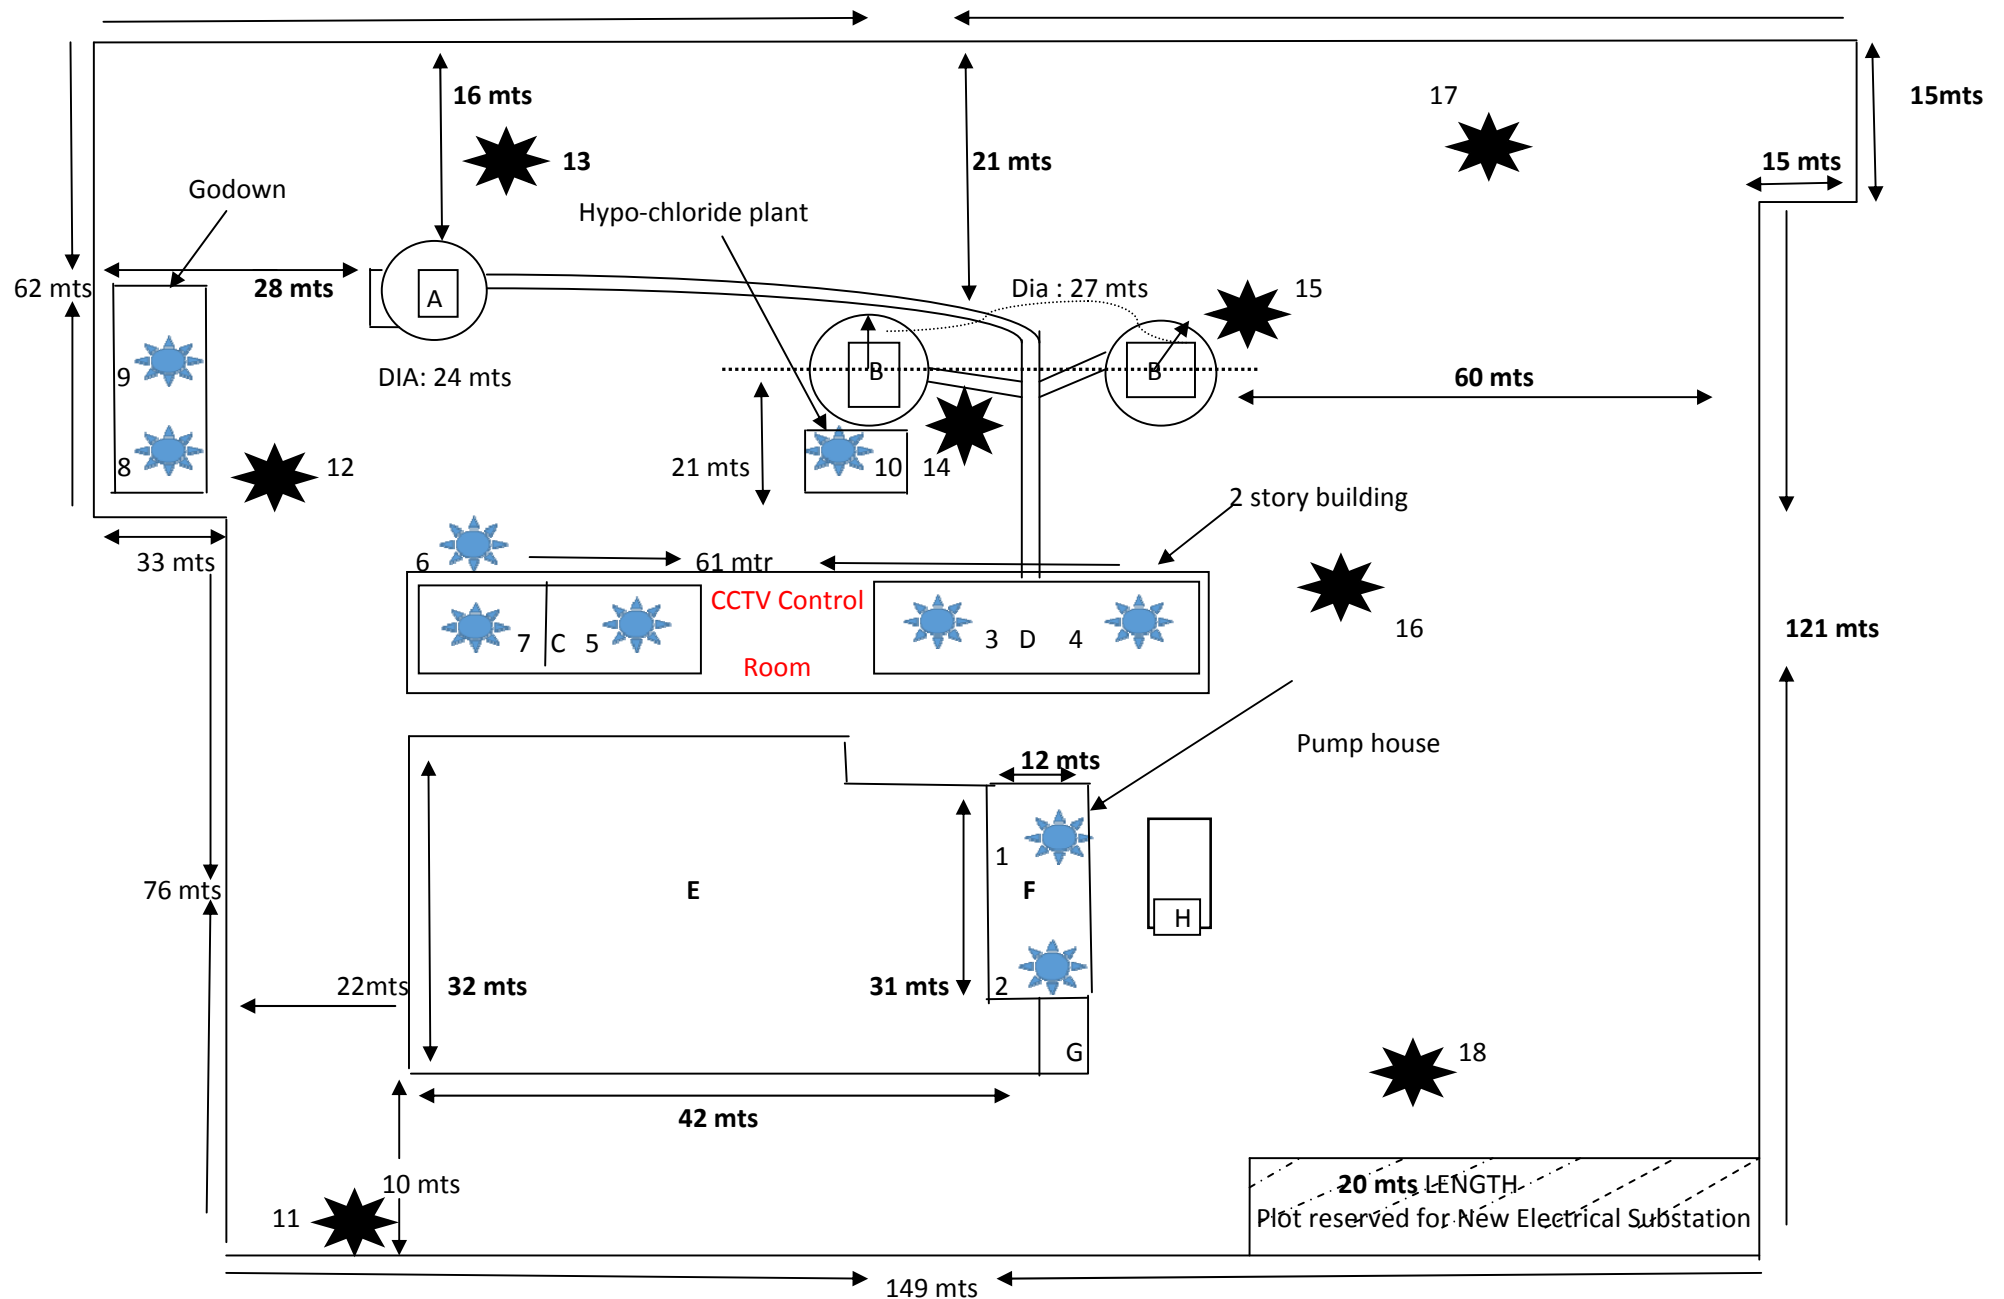 16 mts
17
15mts
13
21 mts
15 mts
Godown
Hypo-chloride plant
62 mts
28 mts
A
Dia : 27 mts
15
9
DIA: 24 mts
B
B
60 mts
8
12
21 mts
10
14
2 story building
33 mts
6
61 mtr
CCTV Control
Room
7
C
5
3
D
4
16
121 mts
Pump house
12 mts
1
76 mts
E
F
H
22mts
32 mts
31 mts
2
G
18
42 mts
10 mts
11
20 mts LENGTH
Plot reserved for New Electrical Substation
149 mts